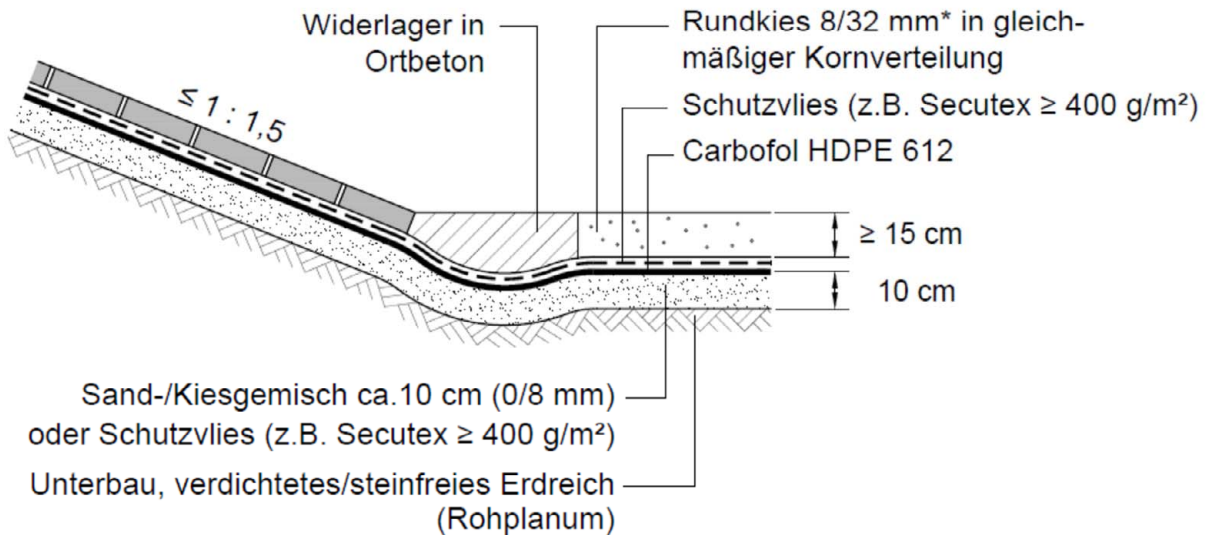 Widerlager in
Ortbeton
Rundkies 8/32 mm* in gleich-
mäßiger Kornverteilung
≤ 1 : 1,5
Schutzvlies (z.B. Secutex ≥ 400 g/m²)
Carbofol HDPE 612
≥ 15 cm
10 cm
Sand-/Kiesgemisch ca.10 cm (0/8 mm)
oder Schutzvlies (z.B. Secutex ≥ 400 g/m²)
Unterbau, verdichtetes/steinfreies Erdreich
(Rohplanum)